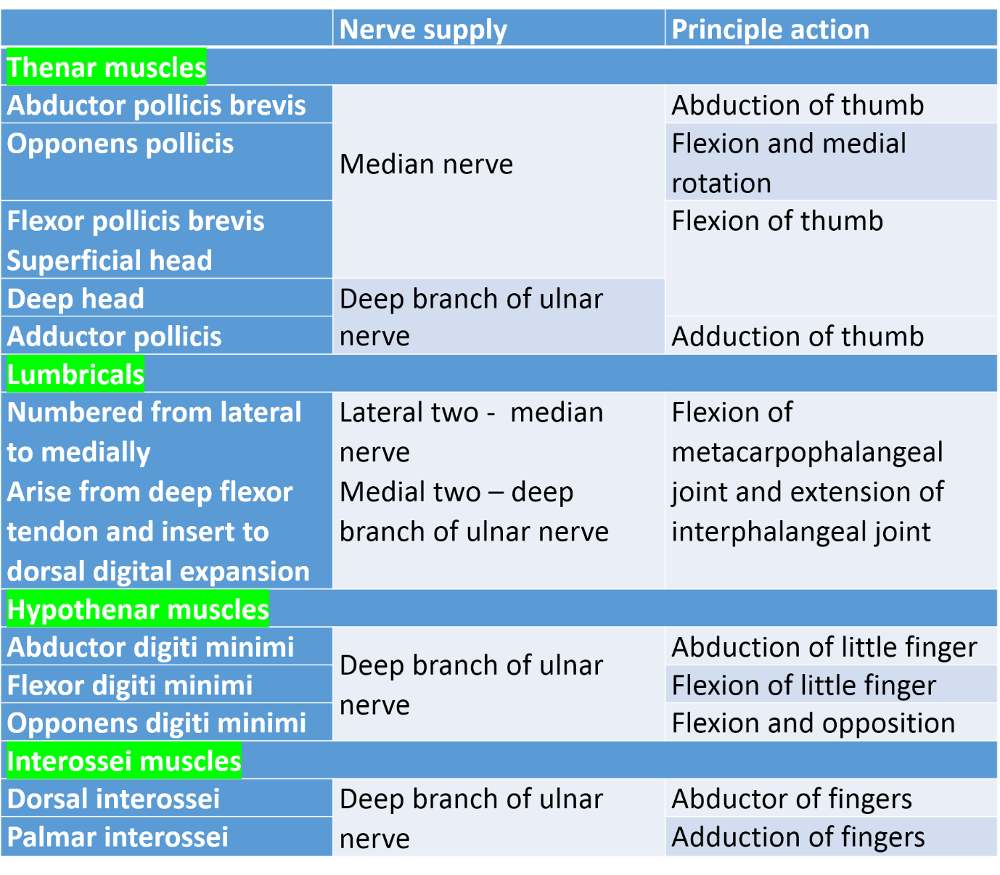 Nerve supply
Principle action
Thenar muscles
Abductor pollicis brevis
Median nerve
Abduction of thumb
Opponens pollicis
Flexion and medial
rotation
Flexor pollicis brevis
Superficial head
Flexion of thumb
Deep head
Deep branch of ulnar
nerve
Adductor pollicis
Adduction of thumb
Lumbricals
Numbered from lateral
to medially
Arise from deep flexor
tendon and insert to
dorsal digital expansion
Lateral two -  median
nerve
Medial two – deep
branch of ulnar nerve
Flexion of
metacarpophalangeal
joint and extension of
interphalangeal joint
Hypothenar muscles
Abductor digiti minimi
Deep branch of ulnar
nerve
Abduction of little finger
Flexor digiti minimi
Flexion of little finger
Opponens digiti minimi
Flexion and opposition
Interossei muscles
Dorsal interossei
Deep branch of ulnar
nerve
Abductor of fingers
Palmar interossei
Adduction of fingers